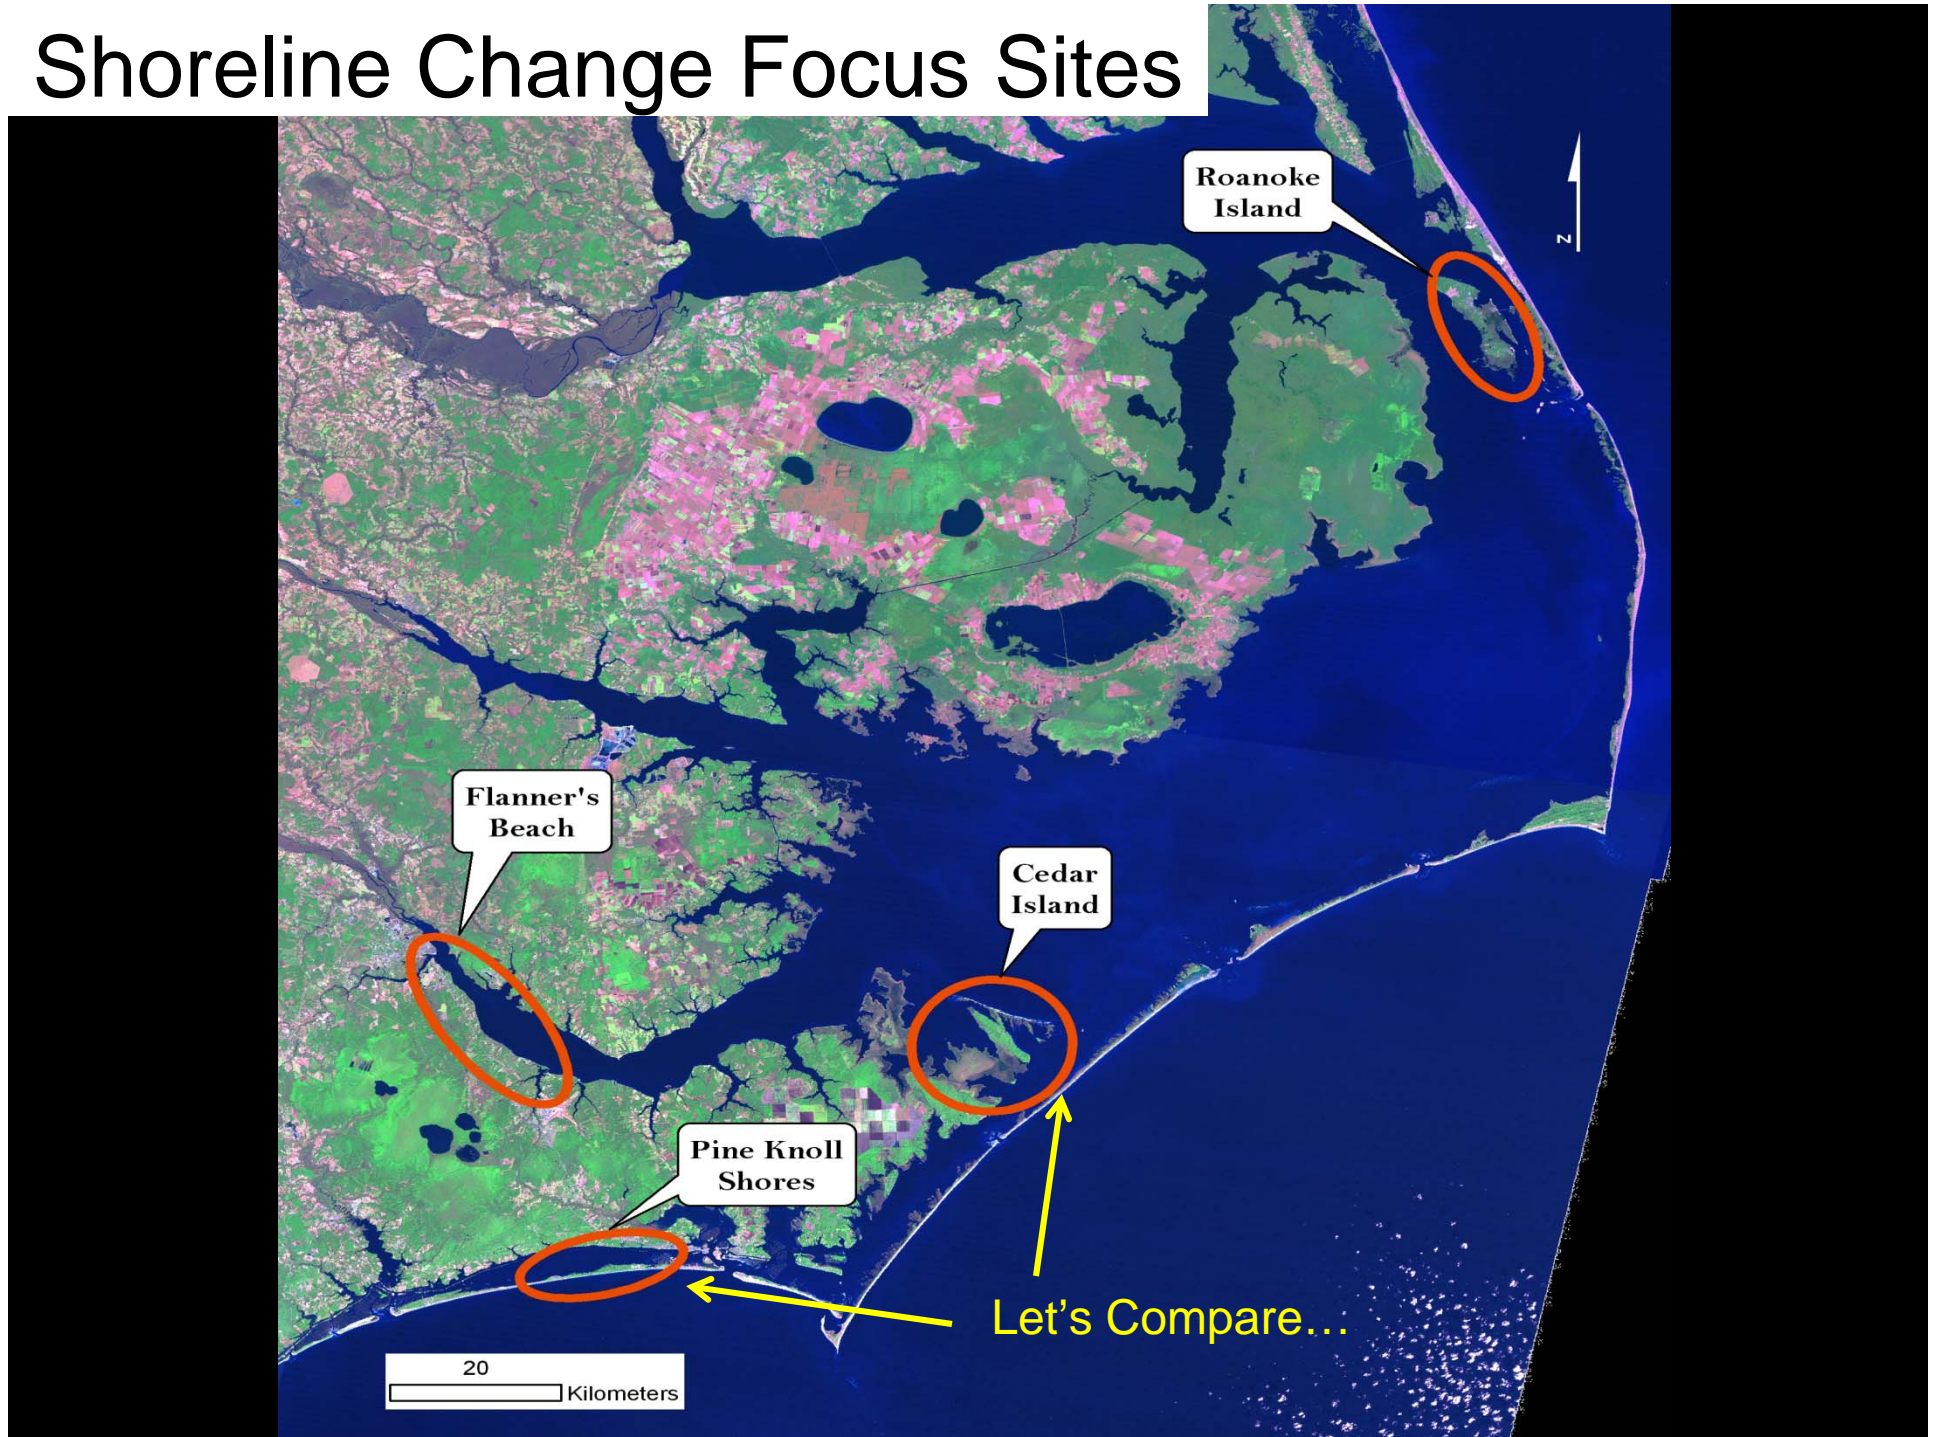 Shoreline Change Focus Sites
Roanoke
Island
N
Flanner's
Beach
Cedar
Island
Pine Knoll
Shores
Let’s Compare…
20
Kilometers